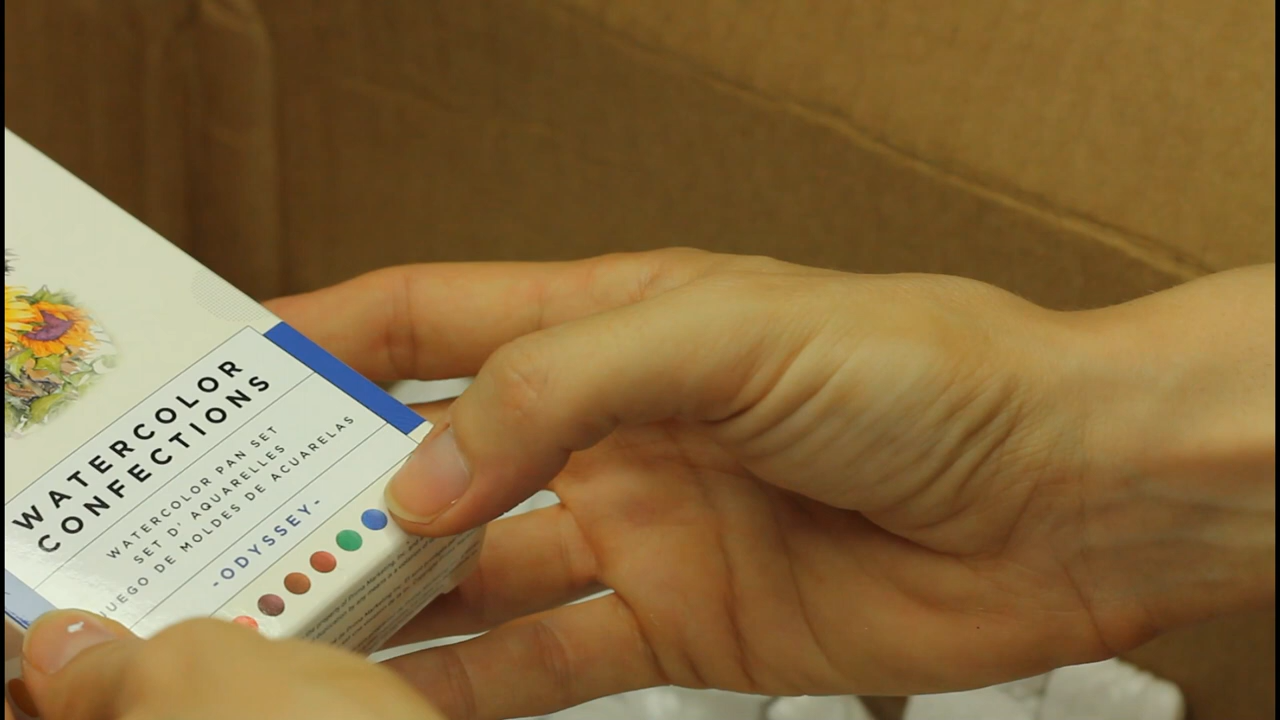 WATERCOLOR
CONFECTIONS
WATERCOLOR PAN SET
SET D' AQUARELLES
JUEGO DE MOLDES DE ACUARELAS
-ODYSSEY-